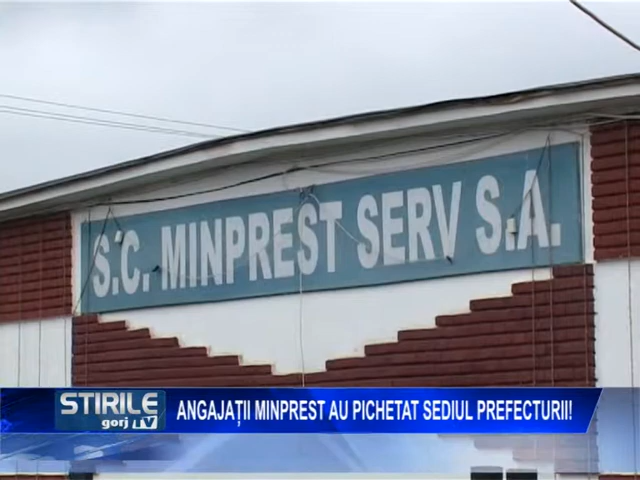 S.C. MINPREST SERV S.A.
STIRILE
gorj TV
ANGAJAȚII MINPREST AU PICHETAT SEDIUL PREFECTURII!